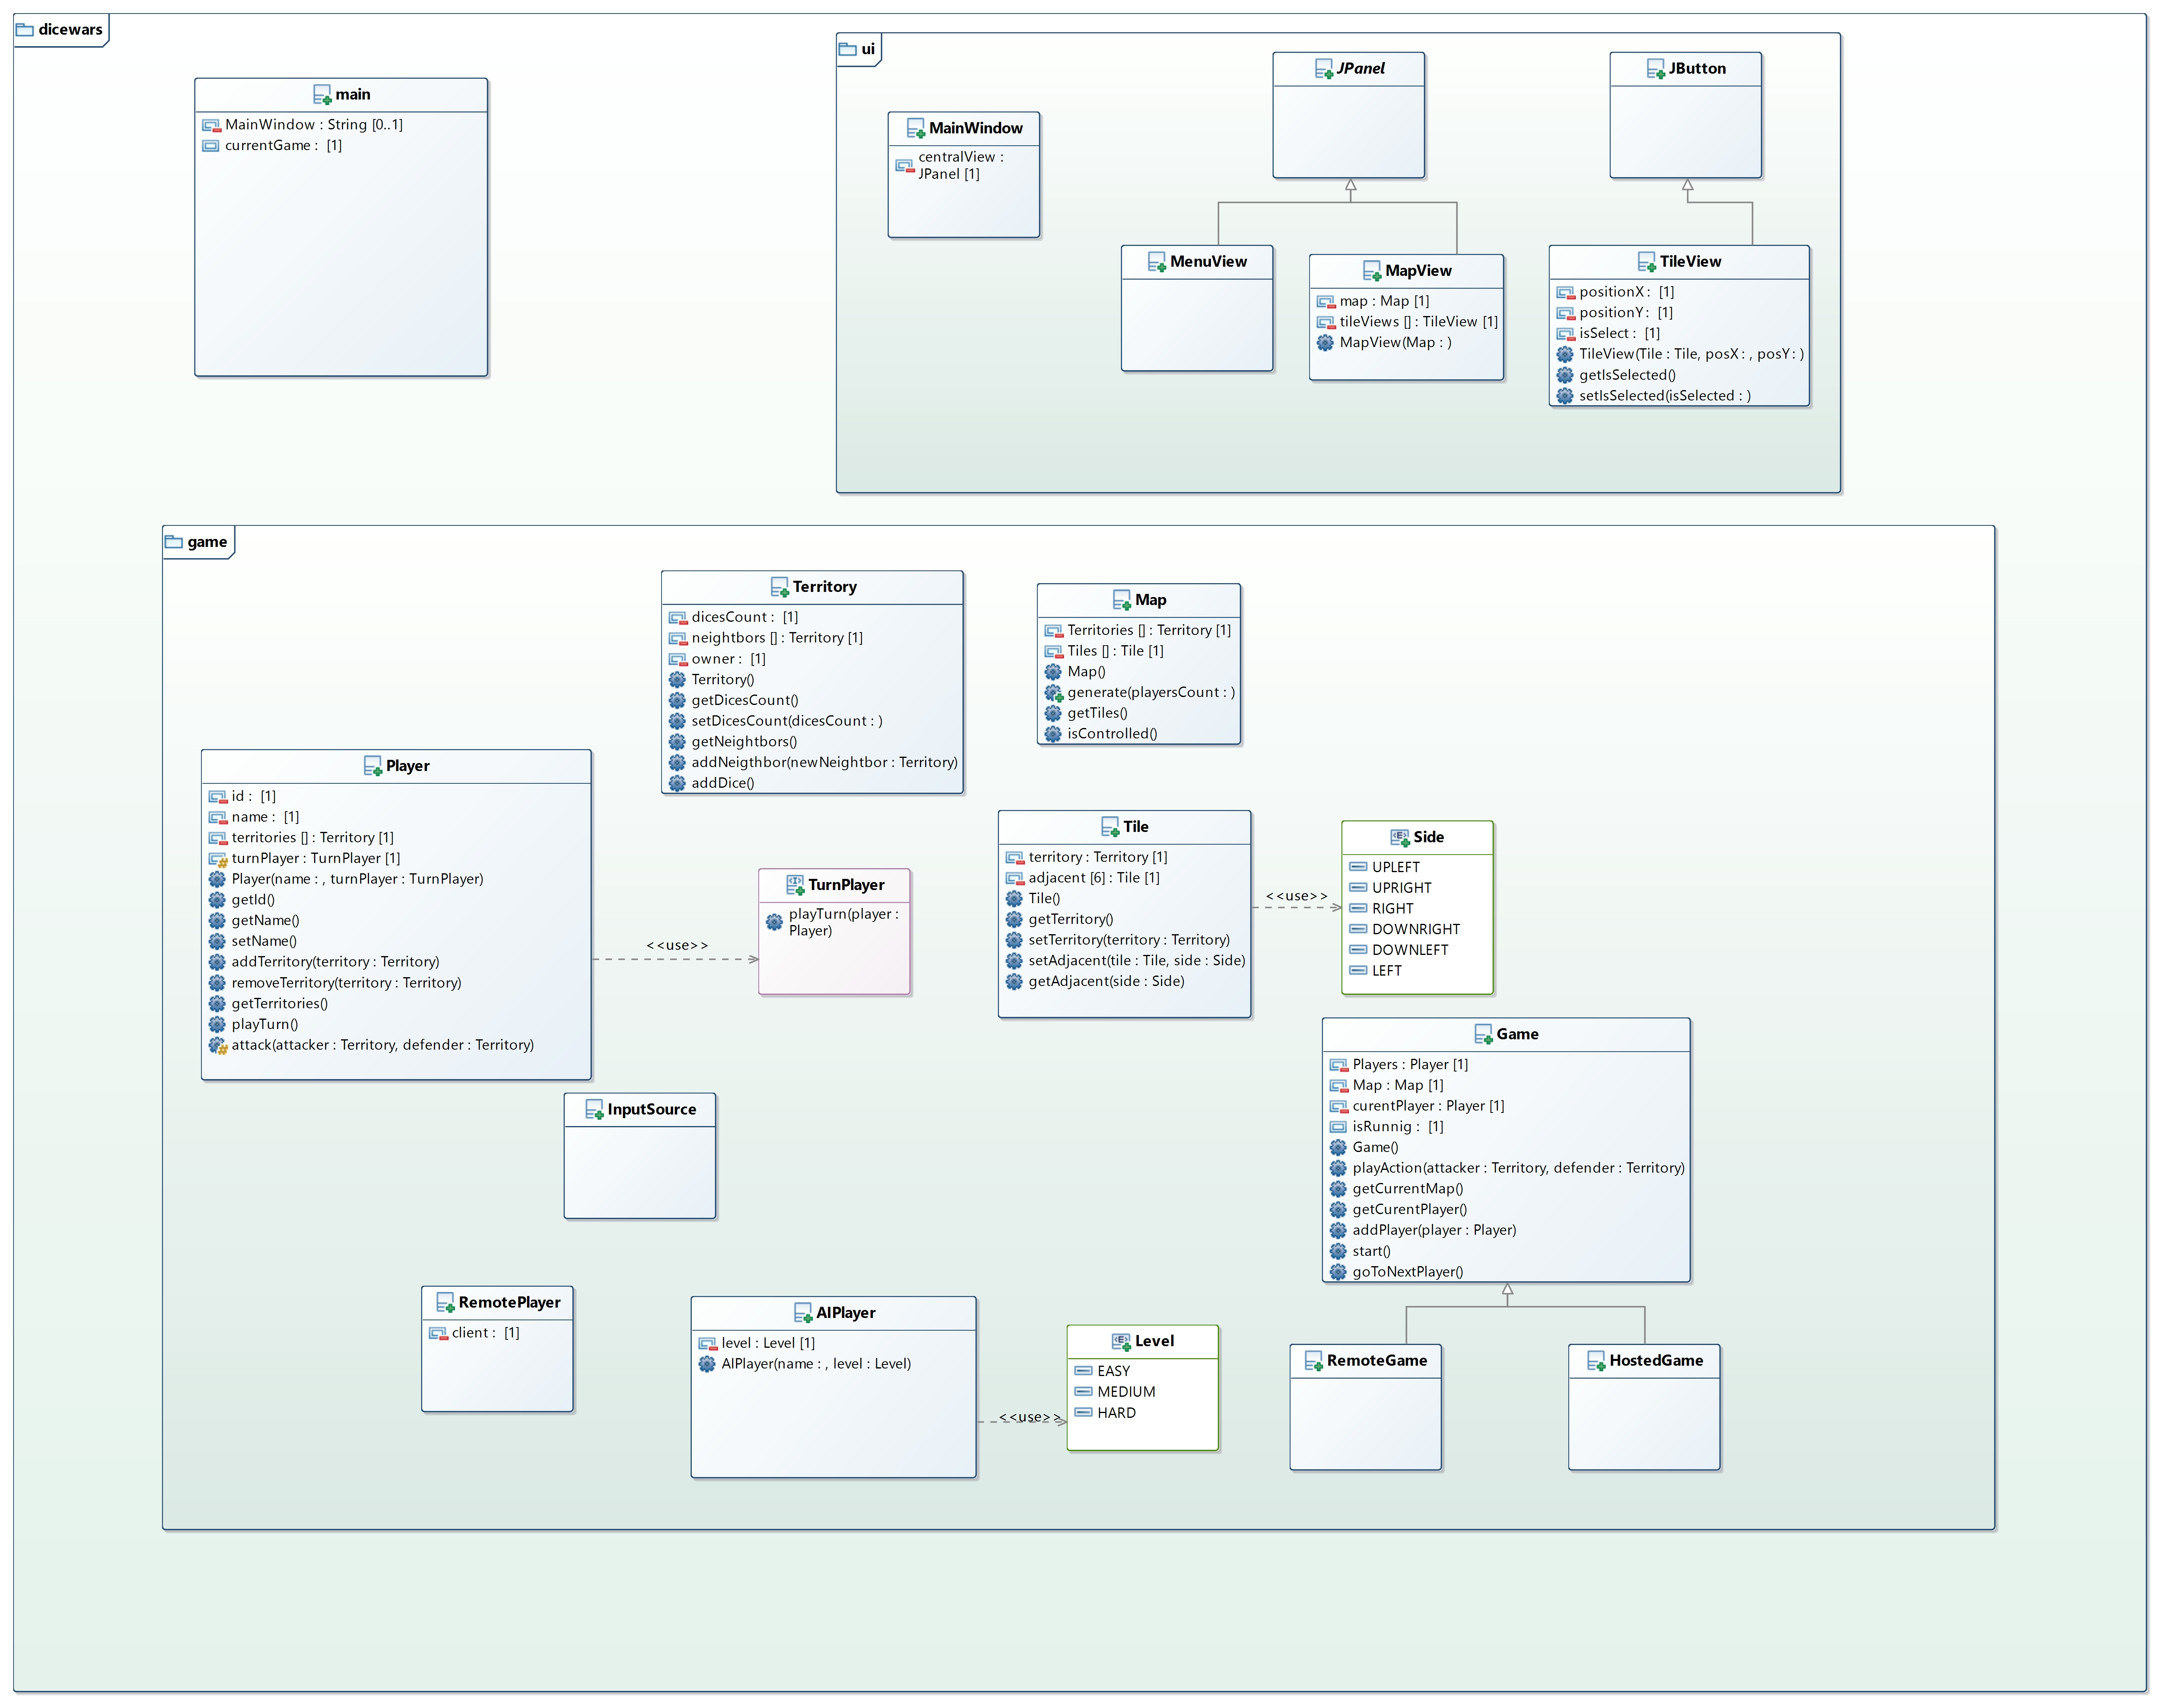 dicewars
main
MainWindow : String [0..1]
currentGame :  [1]
ui
JPanel
JButton
MainWindow
centralView :
JPanel [1]
MenuView
MapView
map : Map [1]
tileViews [] : TileView [1]
MapView(Map : )
TileView
positionX :  [1]
positionY :  [1]
isSelect :  [1]
TileView(Tile : Tile, posX : , posY : )
getIsSelected()
setIsSelected(isSelected : )
game
Territory
dicesCount :  [1]
neightbors [] : Territory [1]
owner :  [1]
Territory()
getDicesCount()
setDicesCount(dicesCount : )
getNeightbors()
addNeigthbor(newNeightbor : Territory)
addDice()
Map
Territories [] : Territory [1]
Tiles [] : Tile [1]
Map()
generate(playersCount : )
getTiles()
isControlled()
Player
id :  [1]
name :  [1]
territories [] : Territory [1]
turnPlayer : TurnPlayer [1]
Player(name : , turnPlayer : TurnPlayer)
getId()
getName()
setName()
addTerritory(territory : Territory)
removeTerritory(territory : Territory)
getTerritories()
playTurn()
attack(attacker : Territory, defender : Territory)
<<use>>
TurnPlayer
playTurn(player :
Player)
Tile
territory : Territory [1]
adjacent [6] : Tile [1]
Tile()
getTerritory()
setTerritory(territory : Territory)
setAdjacent(tile : Tile, side : Side)
getAdjacent(side : Side)
<<use>>
Side
UPLEFT
UPRIGHT
RIGHT
DOWNRIGHT
DOWNLEFT
LEFT
Game
Players : Player [1]
Map : Map [1]
curentPlayer : Player [1]
isRunnig :  [1]
Game()
playAction(attacker : Territory, defender : Territory)
getCurrentMap()
getCurentPlayer()
addPlayer(player : Player)
start()
goToNextPlayer()
InputSource
RemotePlayer
client :  [1]
AIPlayer
level : Level [1]
AIPlayer(name : , level : Level)
<<use>>
Level
EASY
MEDIUM
HARD
RemoteGame
HostedGame